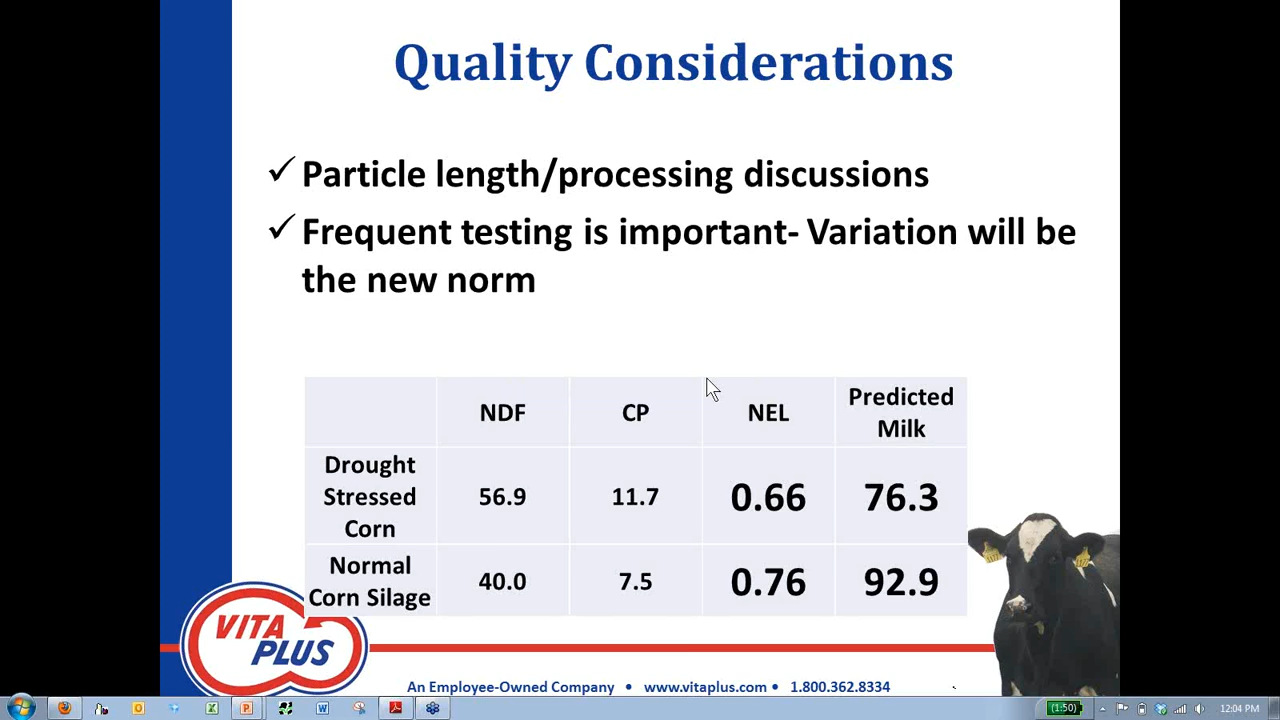 Quality Considerations
✓ Particle length/processing discussions
✓ Frequent testing is important- Variation will be
the new norm
NDF CP NEL Predicted Milk
Drought Stressed Corn 56.9 11.7 0.66 76.3
Normal Corn Silage 40.0 7.5 0.76 92.9
VITA
PLUS
An Employee-Owned Company • www.vitaplus.com • 1.800.362.8334
(1:50) 12:04 PM